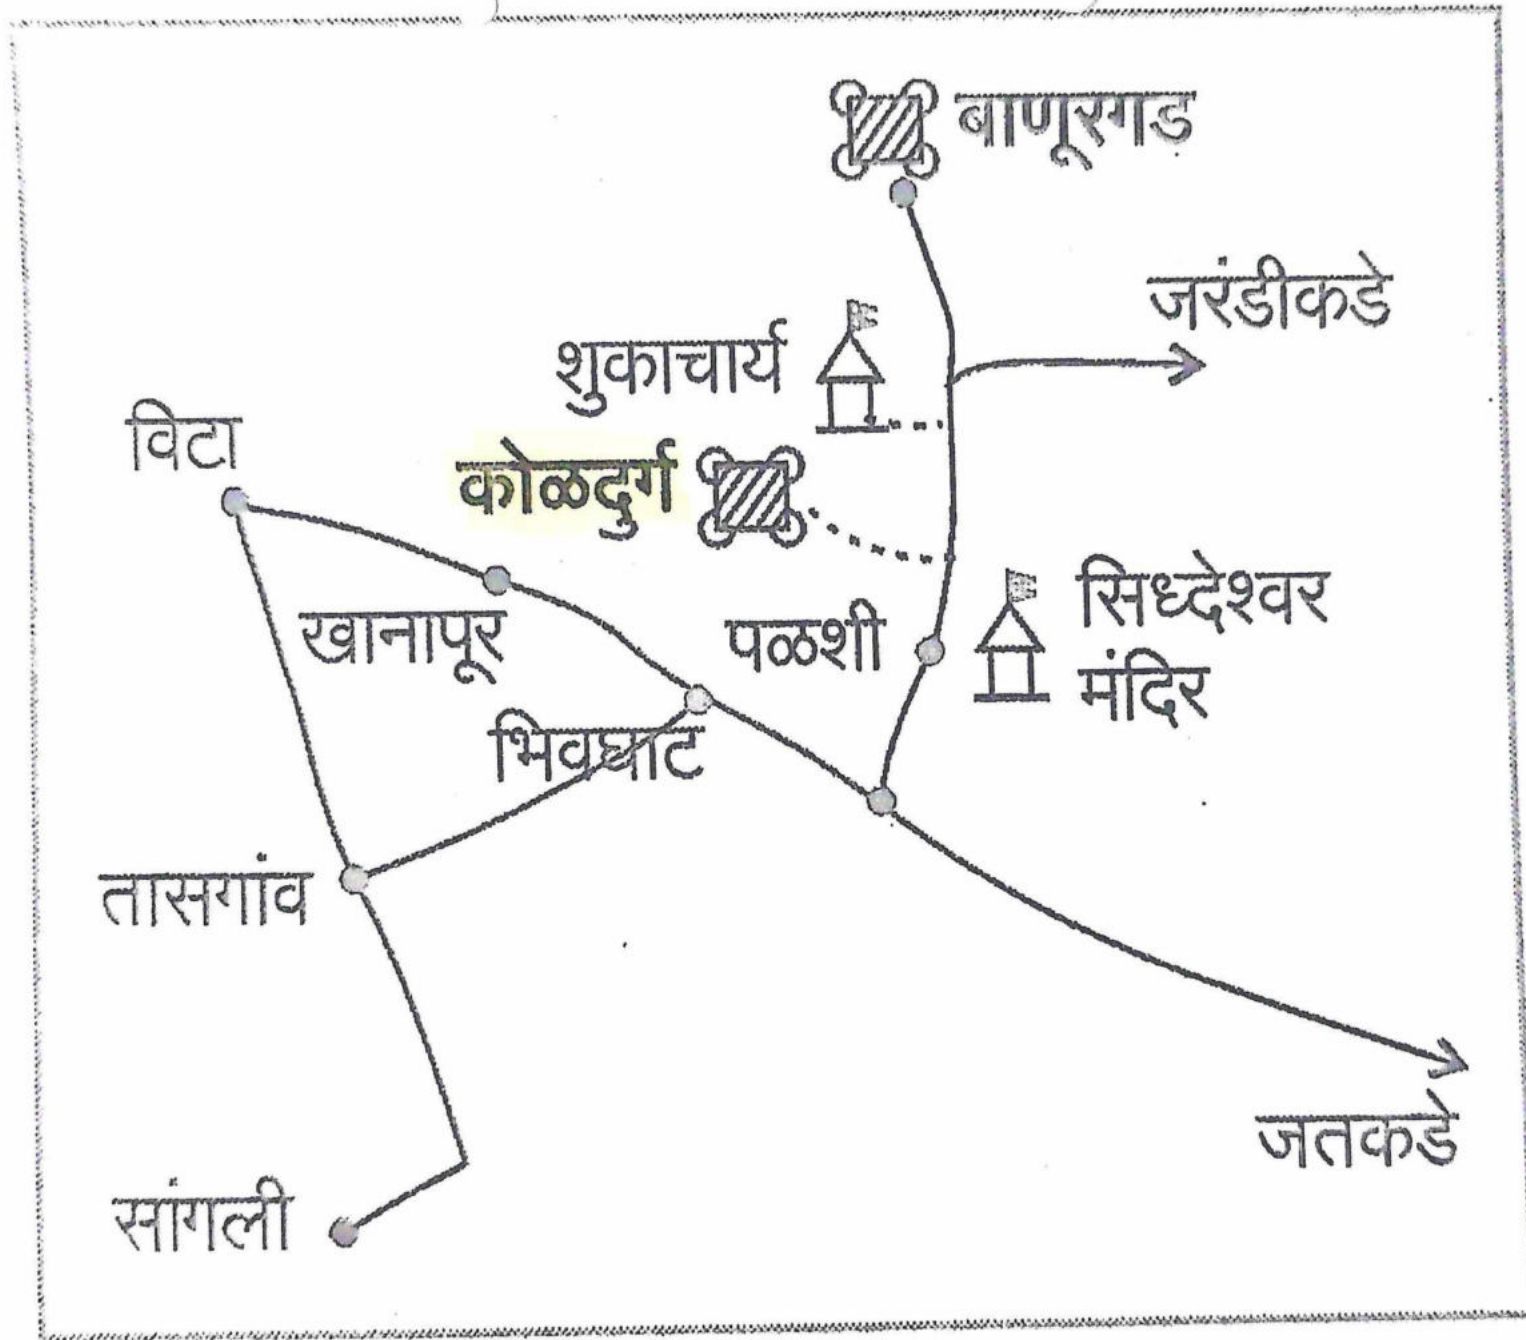 बाणूरगड
जरंडीकडे
शुकाचार्य
विटा
कोळदुर्ग
सिध्देश्वर
मंदिर
खानापूर
पळशी
भिवघाट
तासगांव
जतकडे
सांगली